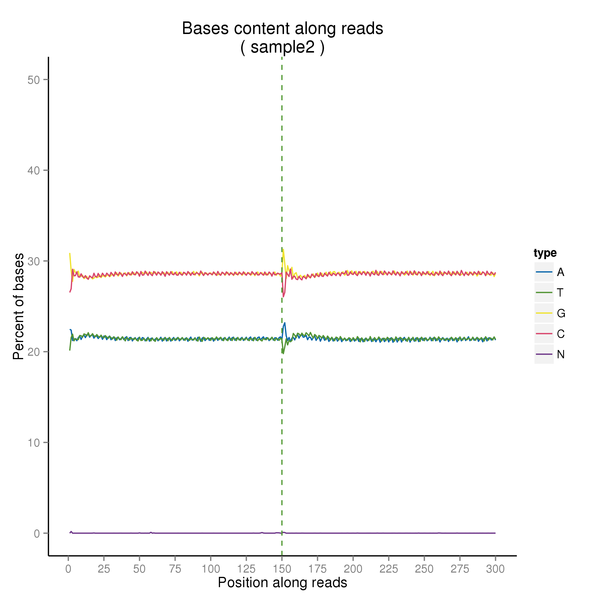 Bases content along reads
( sample2 )
Percent of bases
50
40
30
20
10
0
0 25 50 75 100 125 150 175 200 225 250 275 300
Position along reads
type
A
T
G
C
N